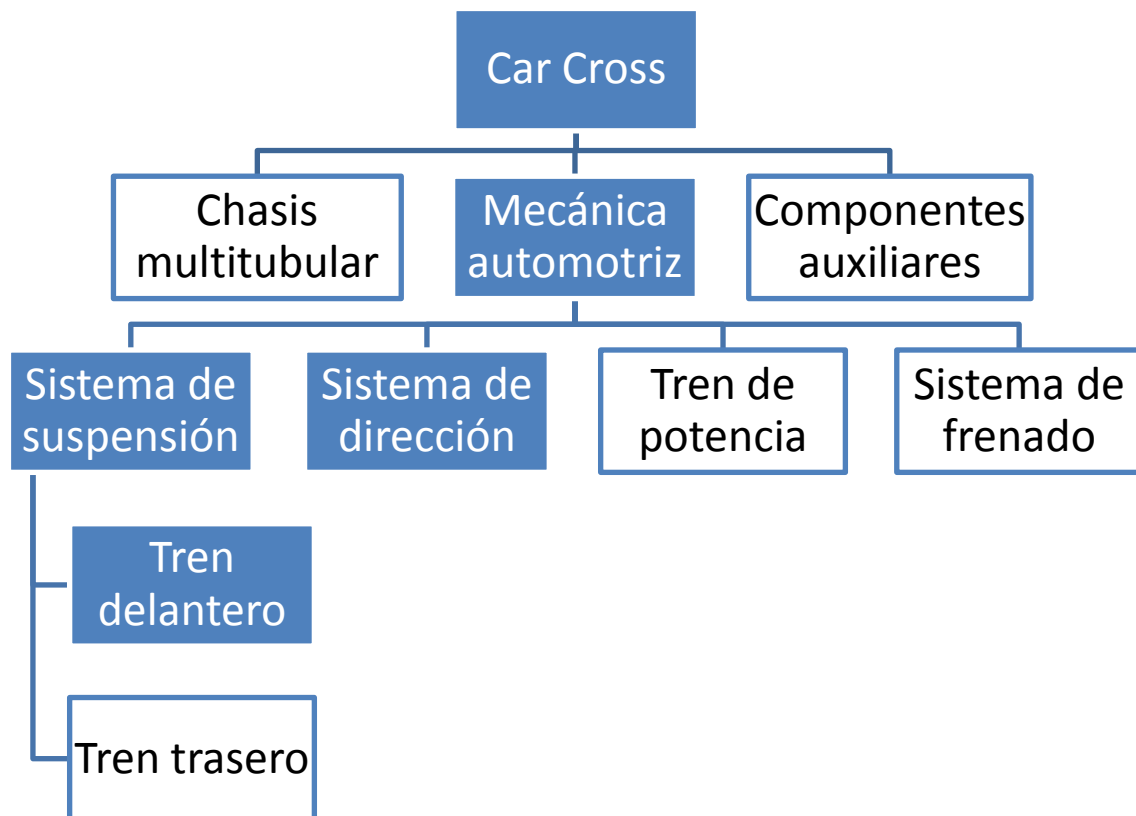 Car Cross
Chasis
multitubular
Mecánica
automotriz
Componentes
auxiliares
Sistema de
suspensión
Sistema de
dirección
Tren de
potencia
Sistema de
frenado
Tren
delantero
Tren trasero